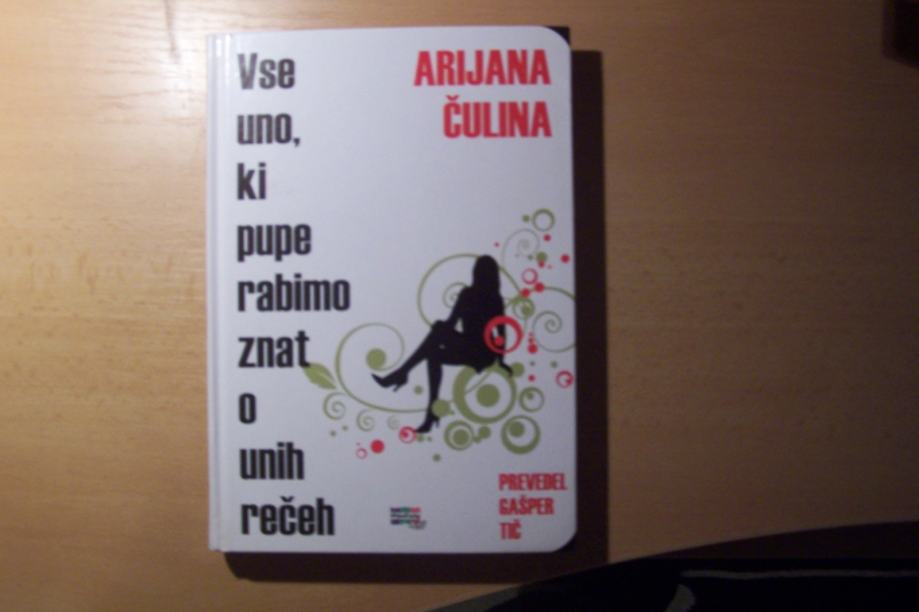 Vse
uno,
ki
pupe
rabimo
znat
o
unih
rečeh
ARIJANA
ČULINA
PREVEDEL
GAŠPER
TIČ